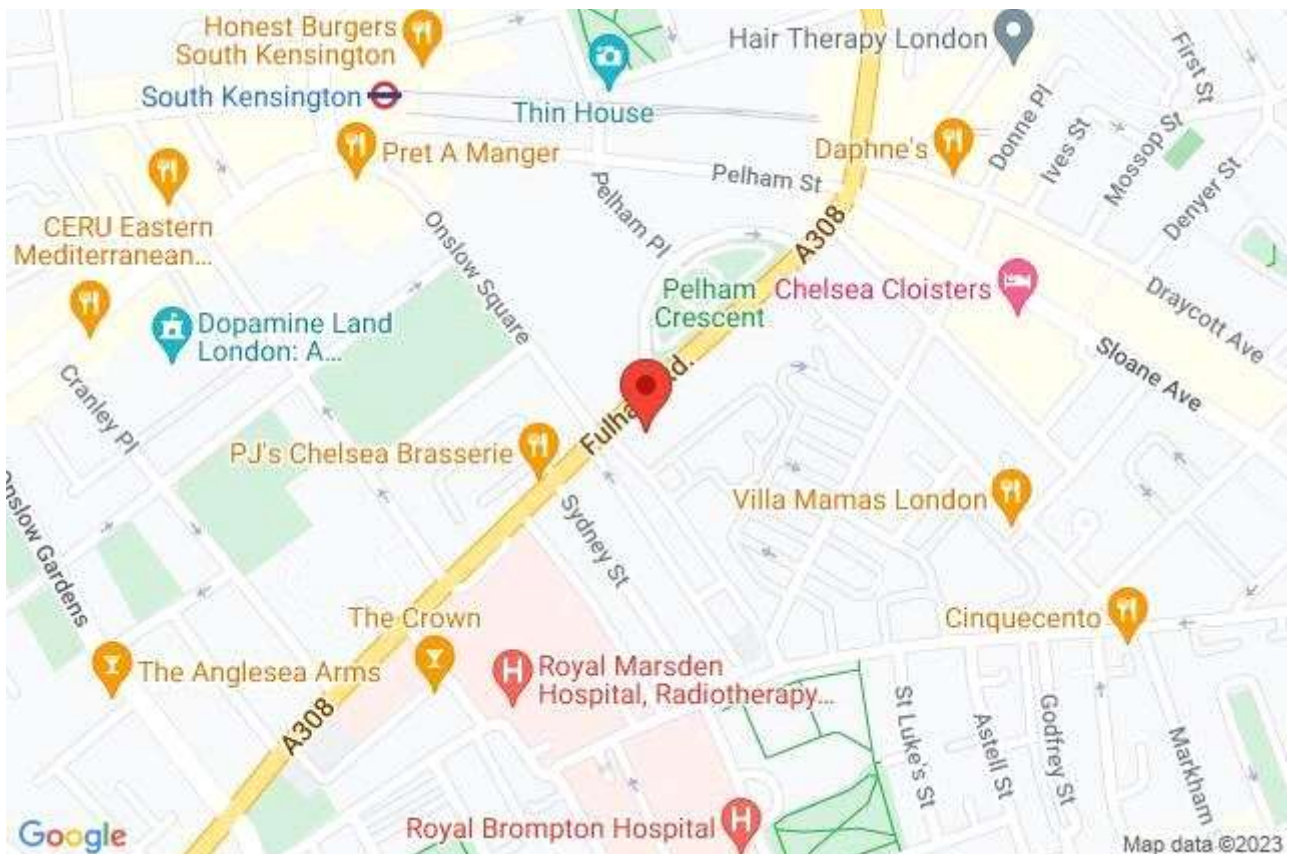 Honest Burgers
South Kensington
South Kensington
Thin House
Hair Therapy London
First St
Pret A Manger
Daphne's
Donne Pl
Ives St
Mossop St
Denyer St
Pelham St
Pelham Pl
CERU Eastern
Mediterranean...
Onslow Square
A308
Pelham
Crescent
Chelsea Cloisters
Draycott Ave
Sloane Ave
Dopamine Land
London: A...
Cranley Pl
Rd.
PJ's Chelsea Brasserie
Villa Mamas London
Onslow Gardens
Sydney St
The Crown
Cinquecento
The Anglesea Arms
Royal Marsden
Hospital, Radiotherapy...
A308
St Luke's St
Astell St
Godfrey St
Markham
Royal Brompton Hospital
Google
Map data ©2023